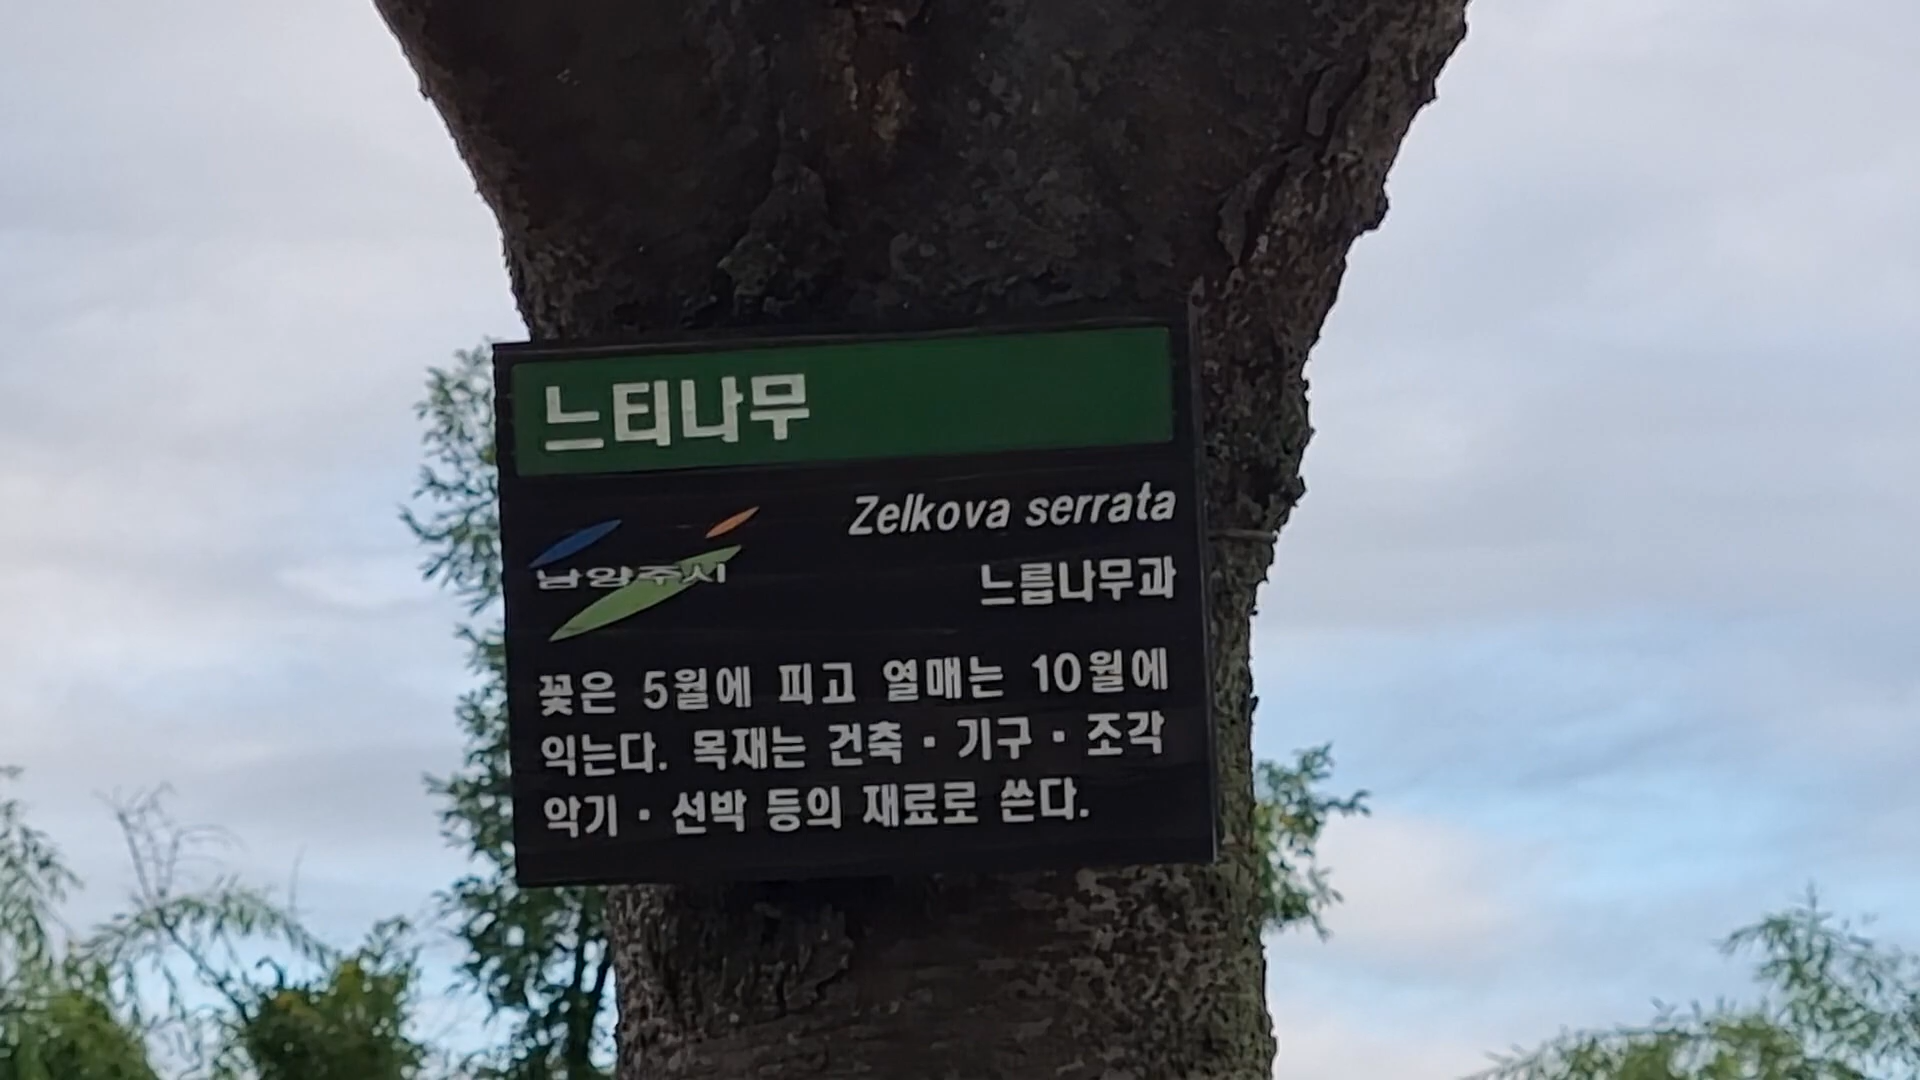 느티나무
Zelkova serrata
남양주시
느릅나무과
꽃은 5월에 피고 열매는 10월에
익는다. 목재는 건축·기구·조각
악기·선박 등의 재료로 쓴다.